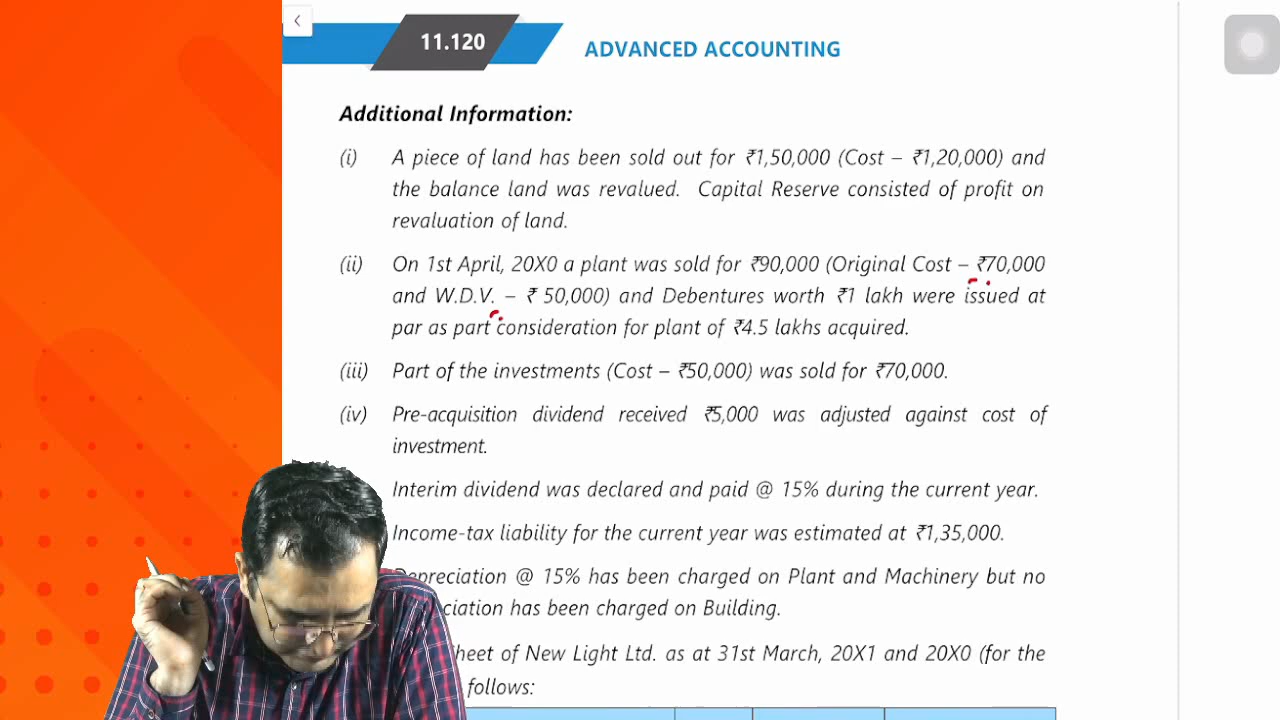 11.120
ADVANCED ACCOUNTING
Additional Information:
(i) A piece of land has been sold out for ₹1,50,000 (Cost – ₹1,20,000) and
the balance land was revalued. Capital Reserve consisted of profit on
revaluation of land.
(ii) On 1st April, 20X0 a plant was sold for ₹90,000 (Original Cost – ₹70,000
and W.D.V. – ₹ 50,000) and Debentures worth ₹1 lakh were issued at
par as part consideration for plant of ₹4.5 lakhs acquired.
(iii) Part of the investments (Cost – ₹50,000) was sold for ₹70,000.
(iv) Pre-acquisition dividend received ₹5,000 was adjusted against cost of
investment.
Interim dividend was declared and paid @ 15% during the current year.
Income-tax liability for the current year was estimated at ₹1,35,000.
Depreciation @ 15% has been charged on Plant and Machinery but no
has been charged on Building.
of New Light Ltd. as at 31st March, 20X1 and 20X0 (for the
follows: